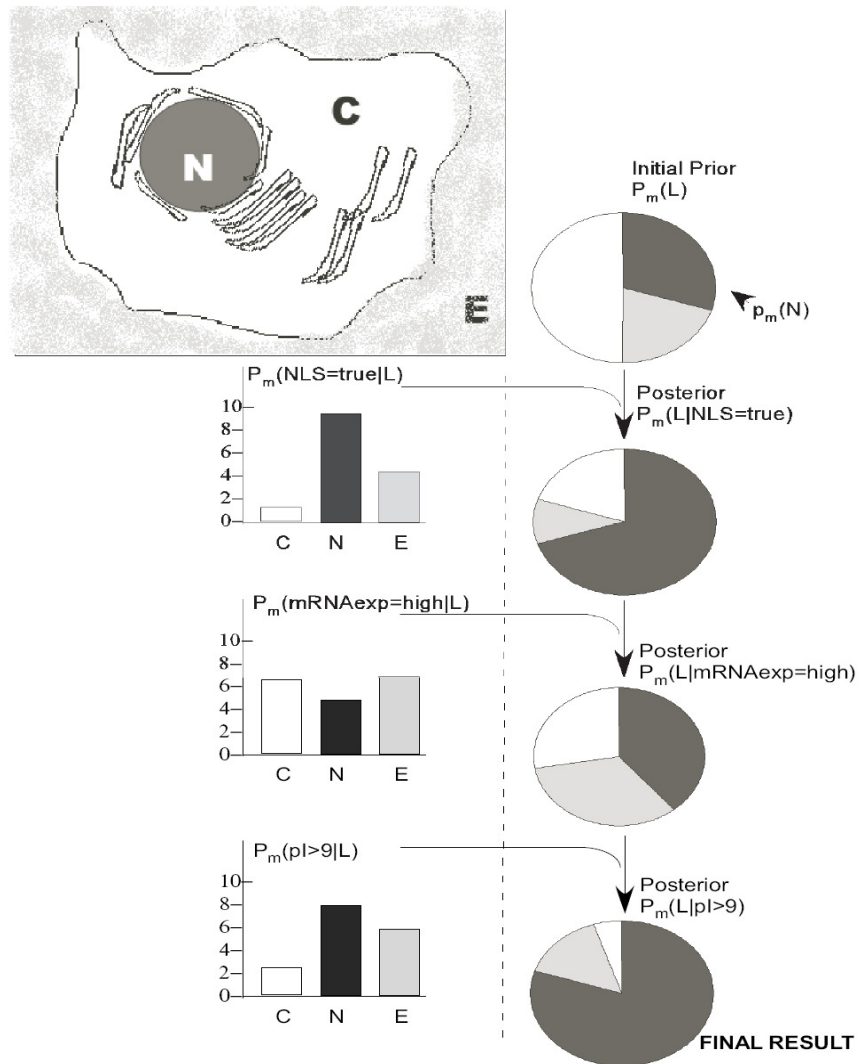 C
N
E
Initial Prior
Pm(L)
pm(N)
Pm(NLS=true|L)
10
8
6
4
2
0
C N E
Posterior
Pm(L|NLS=true)
Pm(mRNAexp=high|L)
10
8
6
4
2
0
C N E
Posterior
Pm(L|mRNAexp=high)
Pm(pI>9|L)
10
8
6
4
2
0
C N E
Posterior
Pm(L|pI>9)
FINAL RESULT